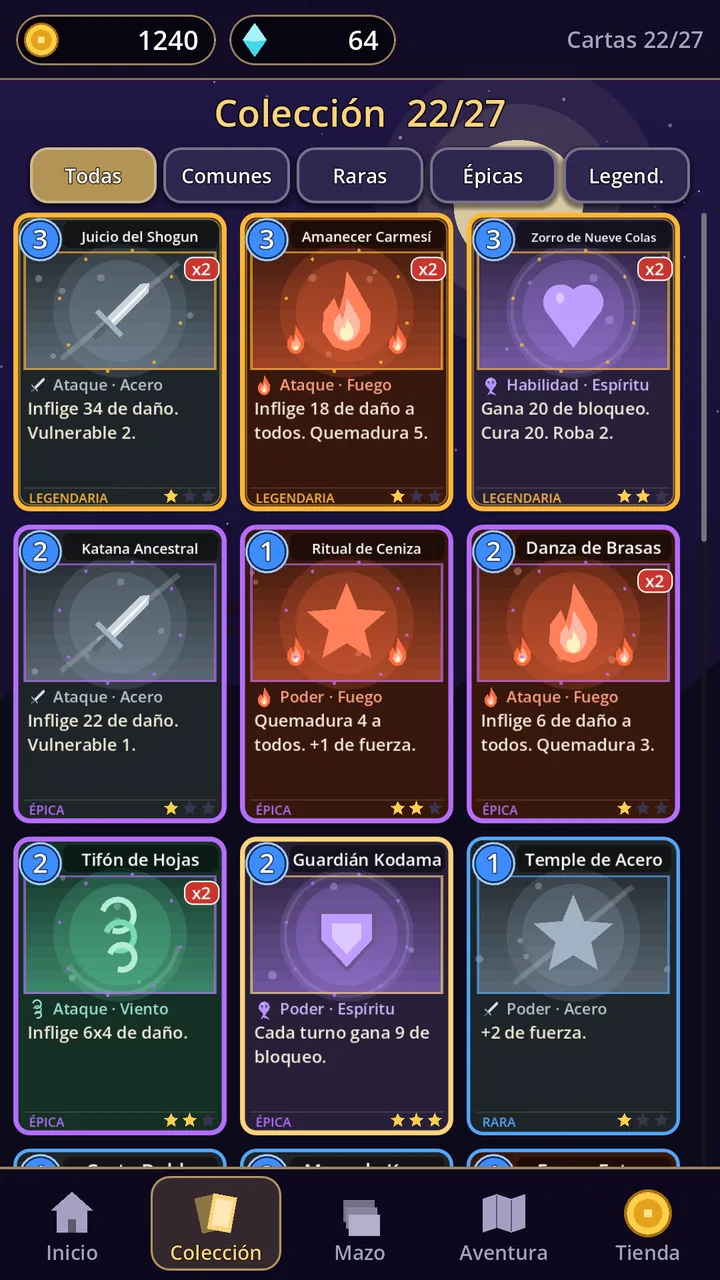 1240
64
Cartas 22/27
Colección 22/27
Todas
Comunes
Raras
Épicas
Legend.
3
Juicio del Shogun
x2
Ataque · Acero
Inflige 34 de daño.
Vulnerable 2.
LEGENDARIA
3
Amanecer Carmesí
x2
Ataque · Fuego
Inflige 18 de daño a
todos. Quemadura 5.
LEGENDARIA
3
Zorro de Nueve Colas
x2
Habilidad · Espíritu
Gana 20 de bloqueo.
Cura 20. Roba 2.
LEGENDARIA
2
Katana Ancestral
Ataque · Acero
Inflige 22 de daño.
Vulnerable 1.
ÉPICA
1
Ritual de Ceniza
Poder · Fuego
Quemadura 4 a
todos. +1 de fuerza.
ÉPICA
2
Danza de Brasas
x2
Ataque · Fuego
Inflige 6 de daño a
todos. Quemadura 3.
ÉPICA
2
Tifón de Hojas
x2
Ataque · Viento
Inflige 6x4 de daño.
ÉPICA
2
Guardián Kodama
Poder · Espíritu
Cada turno gana 9 de
bloqueo.
ÉPICA
1
Temple de Acero
Poder · Acero
+2 de fuerza.
RARA
Inicio
Colección
Mazo
Aventura
Tienda